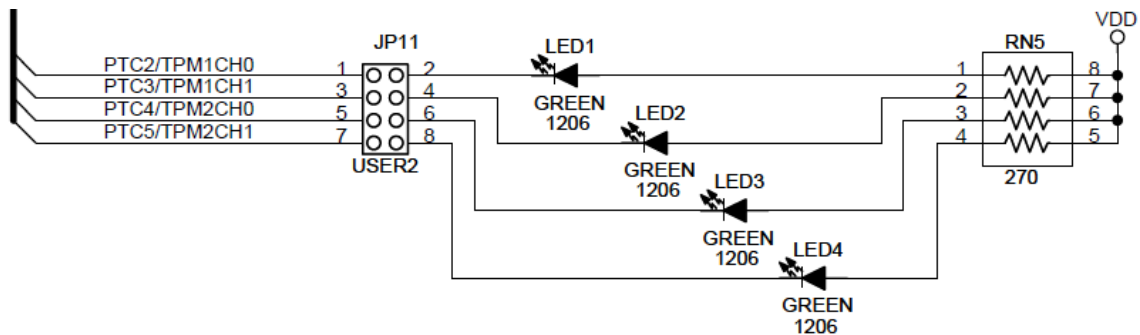 VDD
JP11
LED1
RN5
PTC2/TPM1CH0
1
2
1
8
PTC3/TPM1CH1
3
4
GREEN
1206
2
7
PTC4/TPM2CH0
5
6
LED2
3
6
PTC5/TPM2CH1
7
8
4
5
USER2
GREEN
1206
270
LED3
GREEN
1206
LED4
GREEN
1206